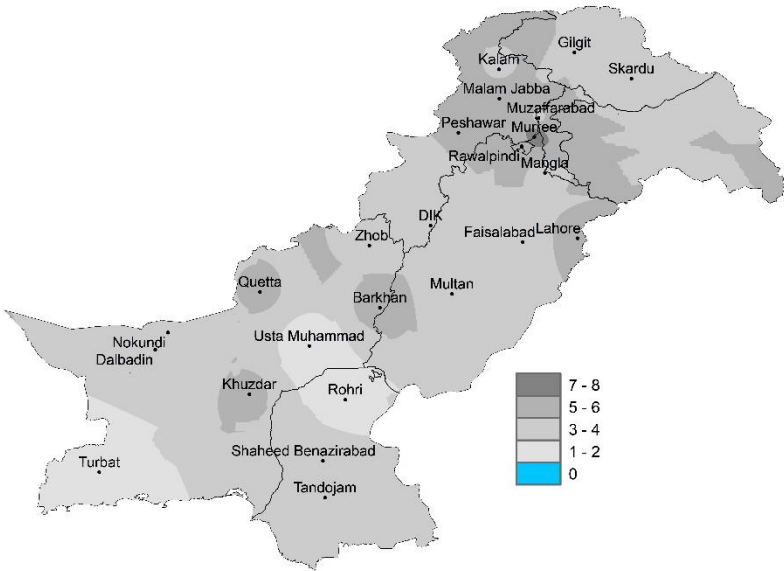 Gilgit
Kalam
Skardu
Malam Jabba
Muzaffarabad
Peshawar
Murree
Rawalpindi
Mangla
DIK
Zhob
Faisalabad
Lahore
Quetta
Barkhan
Multan
Nokundi
Usta Muhammad
Dalbadin
Khuzdar
Rohri
Turbat
Shaheed Benazirabad
Tandojam
7 - 8
5 - 6
3 - 4
1 - 2
0